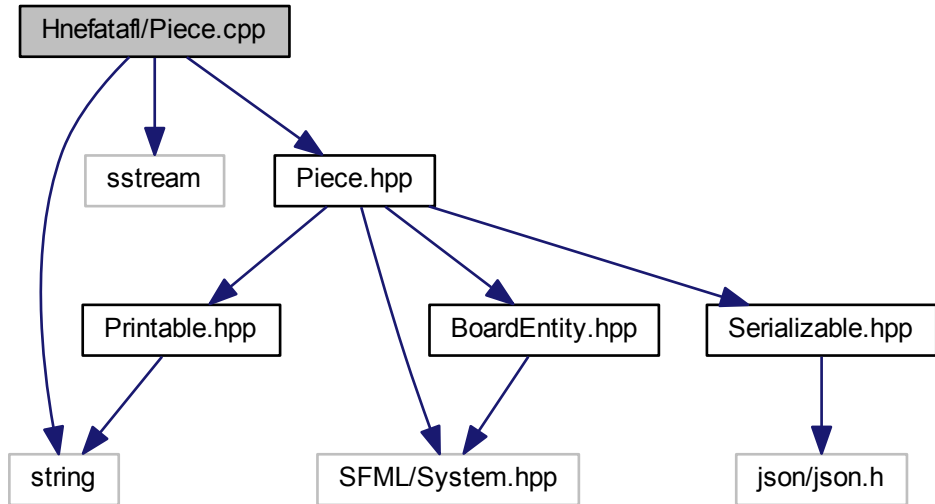 Hnefatafl/Piece.cpp
sstream
Piece.hpp
Printable.hpp
BoardEntity.hpp
Serializable.hpp
string
SFML/System.hpp
json/json.h